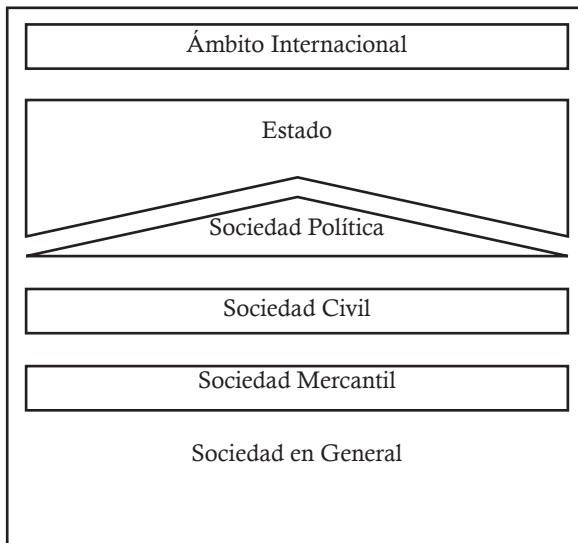 Ámbito Internacional
Estado
Sociedad Política
Sociedad Civil
Sociedad Mercantil
Sociedad en General